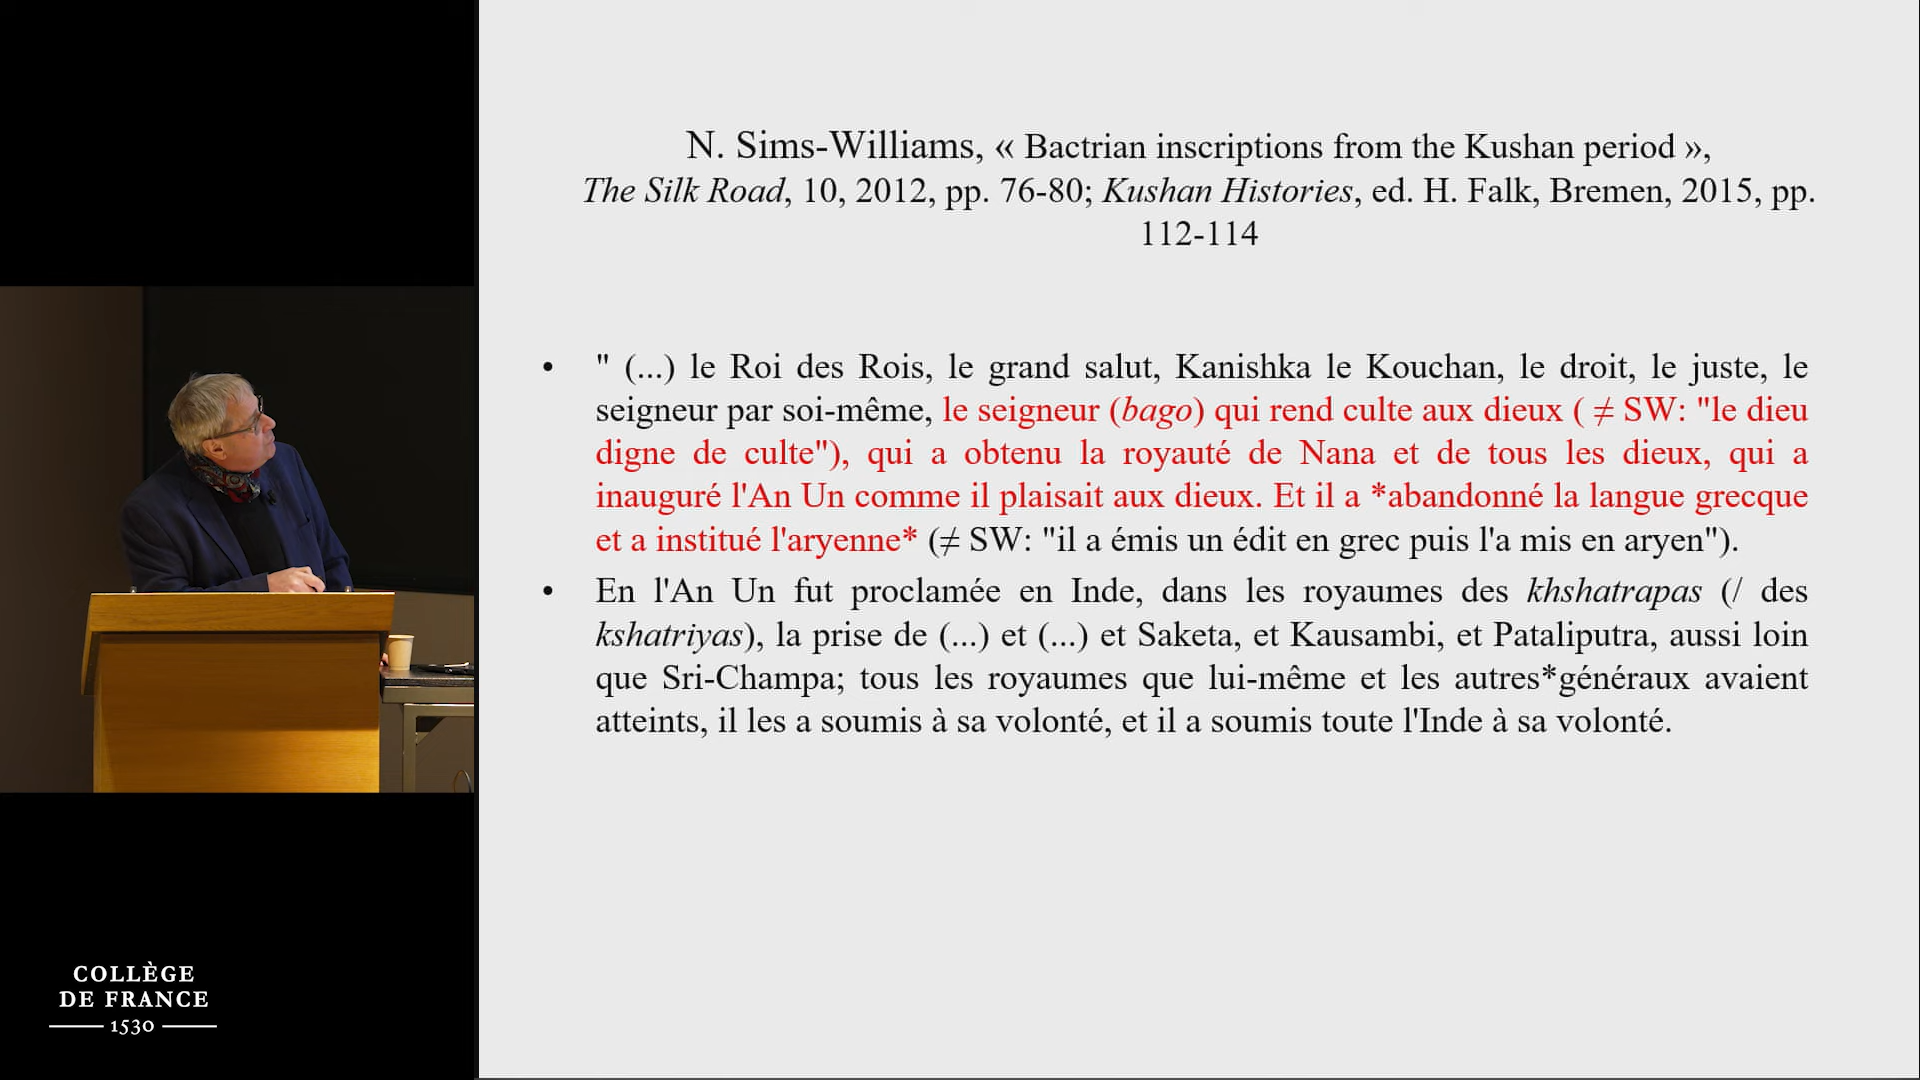 N. Sims-Williams, « Bactrian inscriptions from the Kushan period »,
The Silk Road, 10, 2012, pp. 76-80; Kushan Histories, ed. H. Falk, Bremen, 2015, pp.
112-114
• " (...) le Roi des Rois, le grand salut, Kanishka le Kouchan, le droit, le juste, le
seigneur par soi-même, le seigneur (bago) qui rend culte aux dieux ( ≠ SW: "le dieu
digne de culte"), qui a obtenu la royauté de Nana et de tous les dieux, qui a
inauguré l'An Un comme il plaisait aux dieux. Et il a *abandonné la langue grecque
et a institué l'aryenne* (≠ SW: "il a émis un édit en grec puis l'a mis en aryen").
• En l'An Un fut proclamée en Inde, dans les royaumes des khshatrapas (/ des
kshatriyas), la prise de (...) et (...) et Saketa, et Kausambi, et Pataliputra, aussi loin
que Sri-Champa; tous les royaumes que lui-même et les autres*généraux avaient
atteints, il les a soumis à sa volonté, et il a soumis toute l'Inde à sa volonté.
COLLÈGE
DE FRANCE
1530